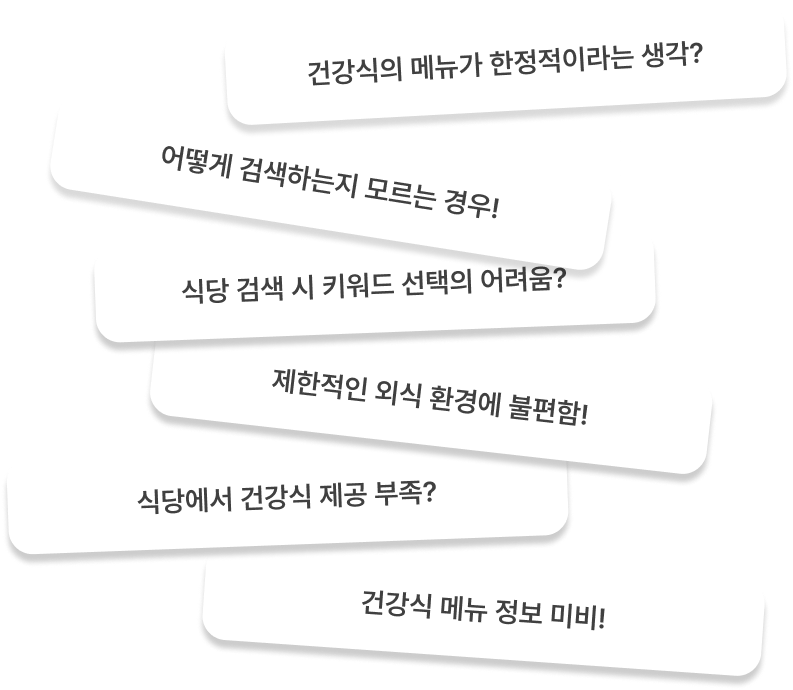 건강식의 메뉴가 한정적이라는 생각?
어떻게 검색하는지 모르는 경우!
식당 검색 시 키워드 선택의 어려움?
제한적인 외식 환경에 불편함!
식당에서 건강식 제공 부족?
건강식 메뉴 정보 미비!